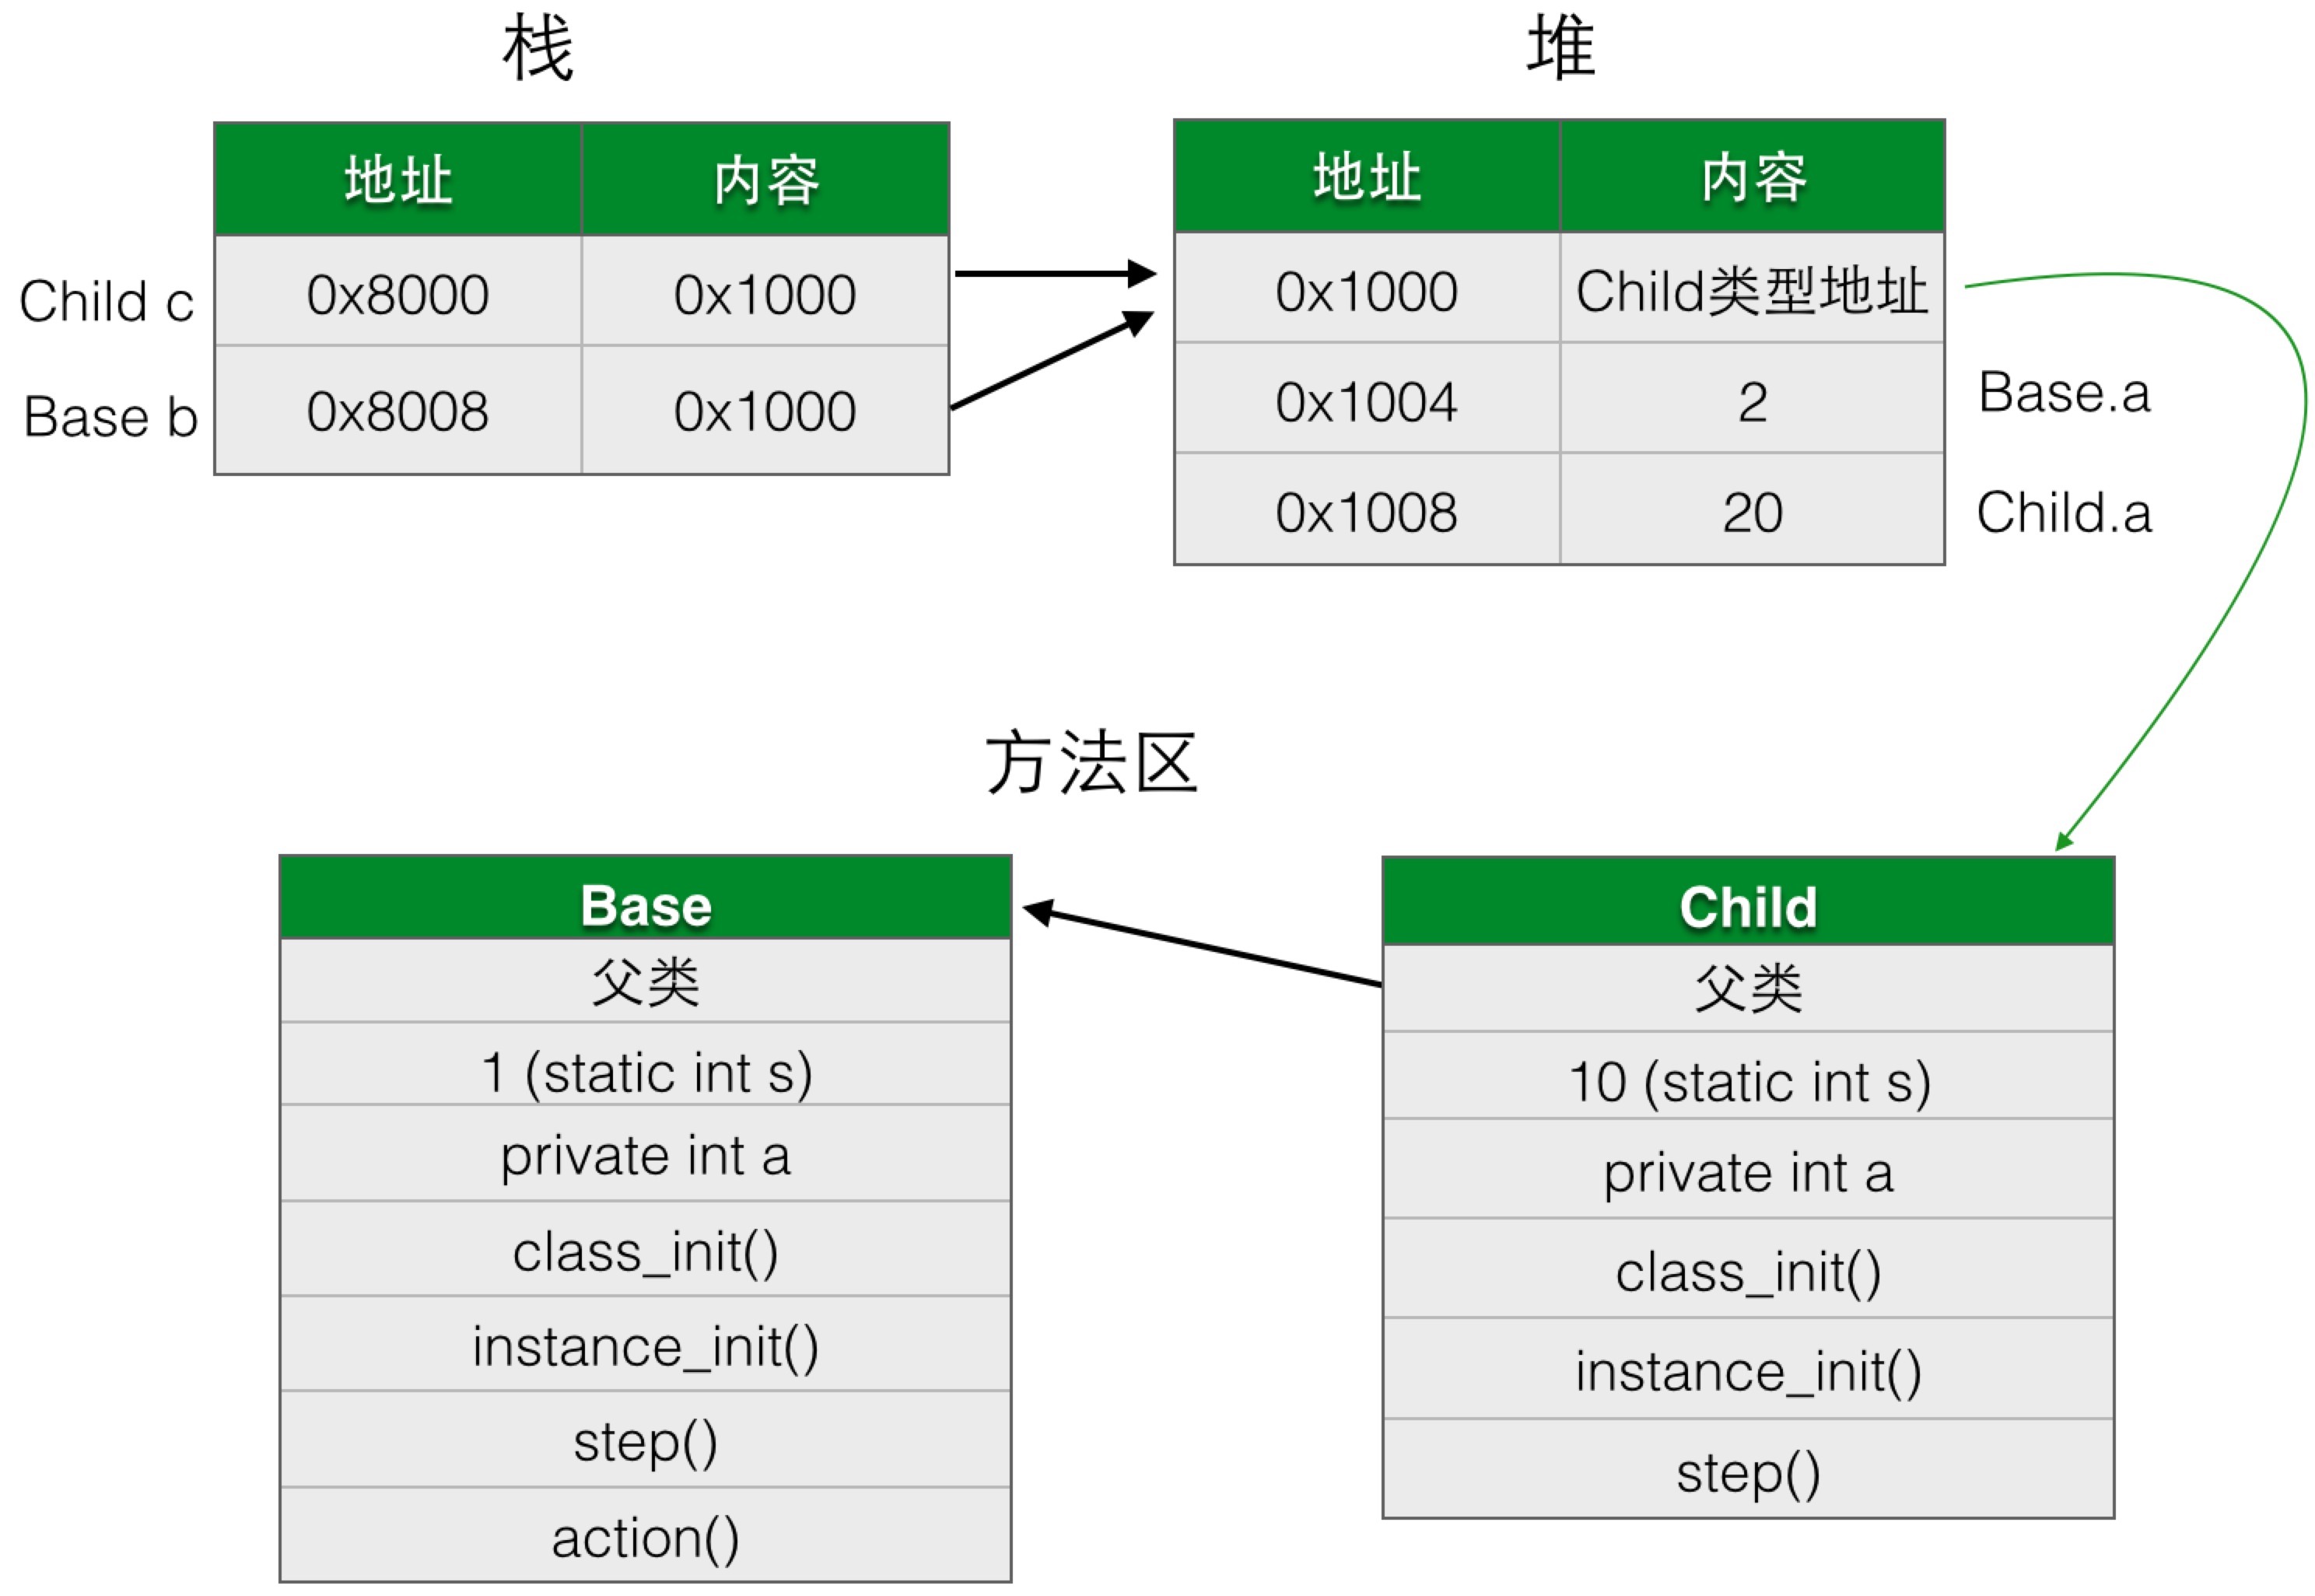 栈
地址 内容
Child c 0x8000 0x1000
Base b 0x8008 0x1000
堆
地址 内容
0x1000 Child类型地址
0x1004 2 Base.a
0x1008 20 Child.a
方法区
Base
父类
1 (static int s)
private int a
class_init()
instance_init()
step()
action()
Child
父类
10 (static int s)
private int a
class_init()
instance_init()
step()